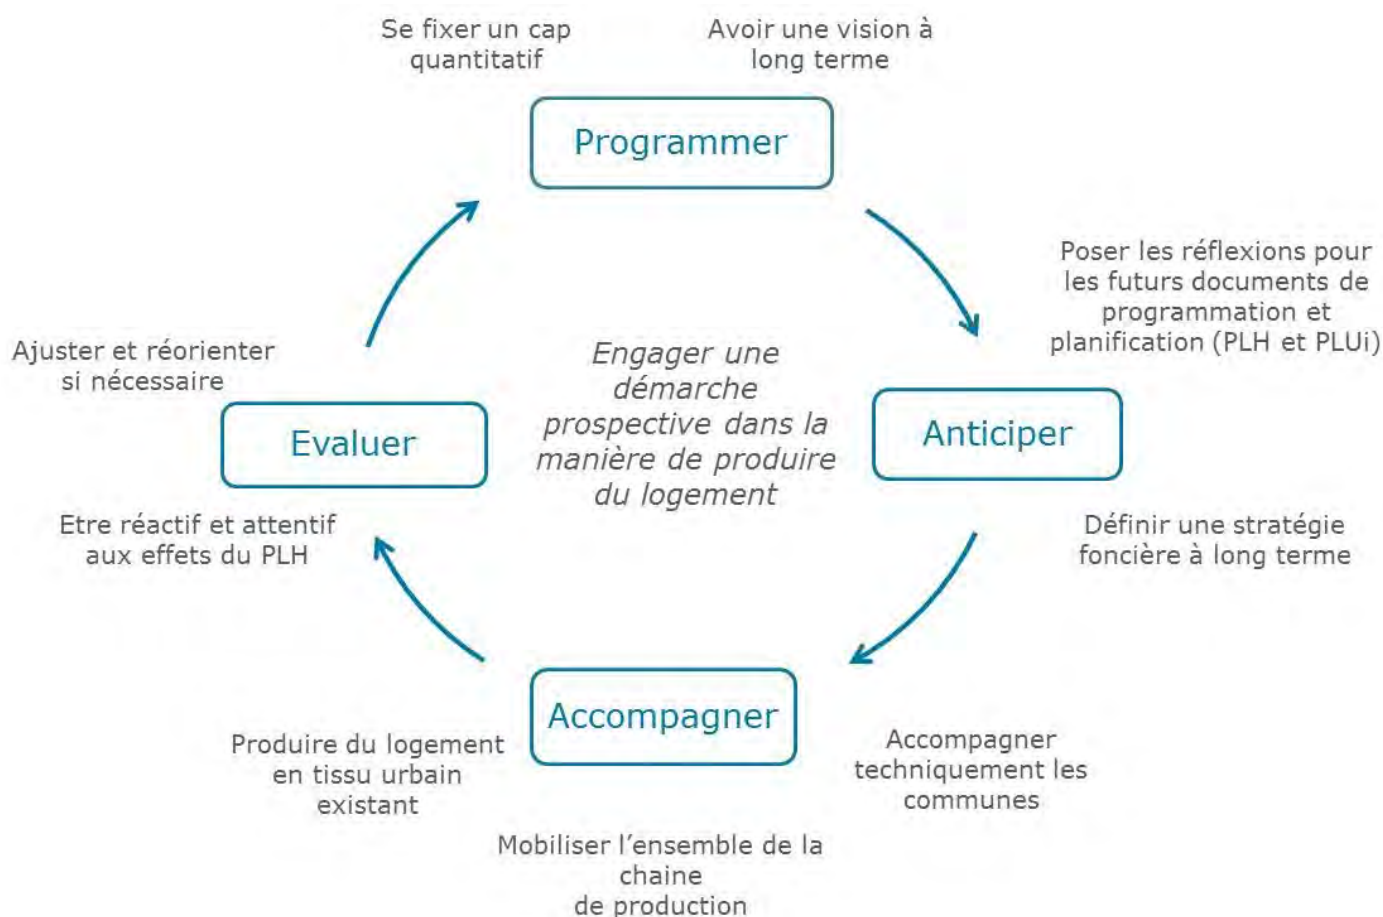 Se fixer un cap
quantitatif
Avoir une vision à
long terme
Programmer
Poser les réflexions pour
les futurs documents de
programmation et
planification (PLH et PLUi)
Ajuster et réorienter
si nécessaire
Engager une
démarche
prospective dans la
manière de produire
du logement
Evaluer
Anticiper
Etre réactif et attentif
aux effets du PLH
Définir une stratégie
foncière à long terme
Accompagner
Produire du logement
en tissu urbain
existant
Accompagner
techniquement les
communes
Mobiliser l’ensemble de la
chaine
de production